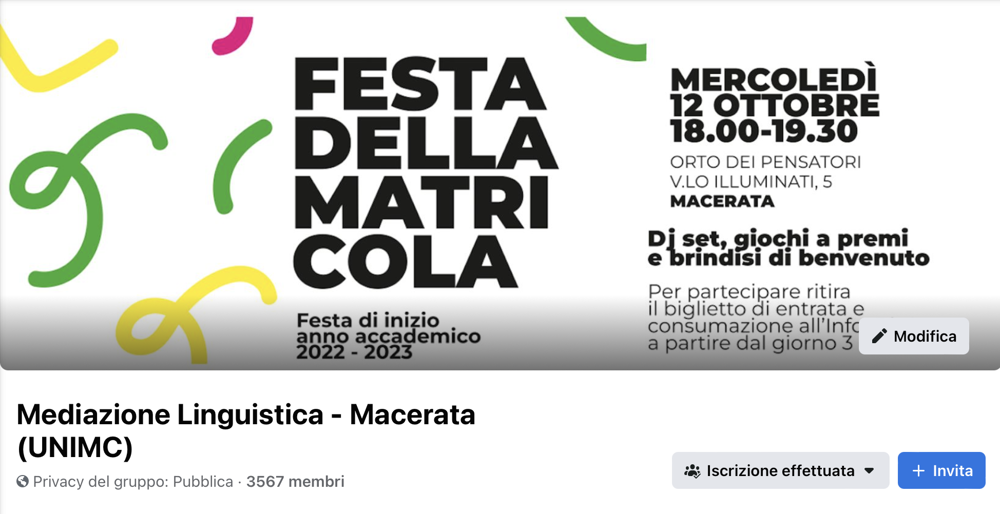 FESTA
DELLA
MATRI
COLA
Festa di inizio
anno accademico
2022 - 2023
MERCOLEDÌ
12 OTTOBRE
18.00-19.30
ORTO DEI PENSATORI
V.LO ILLUMINATI, 5
MACERATA
Dj set, giochi a premi
e brindisi di benvenuto
Per partecipare ritira
il biglietto di entrata e
consumazione all'Info
a partire dal giorno 3
Modifica
Mediazione Linguistica - Macerata
(UNIMC)
Privacy del gruppo: Pubblica · 3567 membri
Iscrizione effettuata
+ Invita